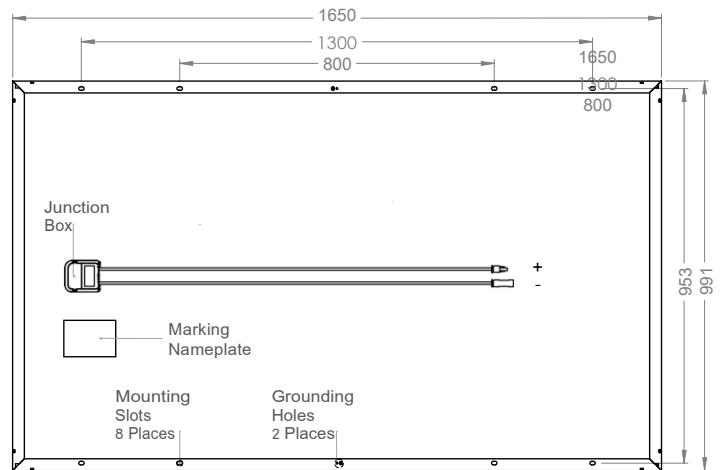 1650
1300
800
1650
1300
800
Junction
Box
+
-
953
991
Marking
Nameplate
Mounting
Slots
8 Places
Grounding
Holes
2 Places